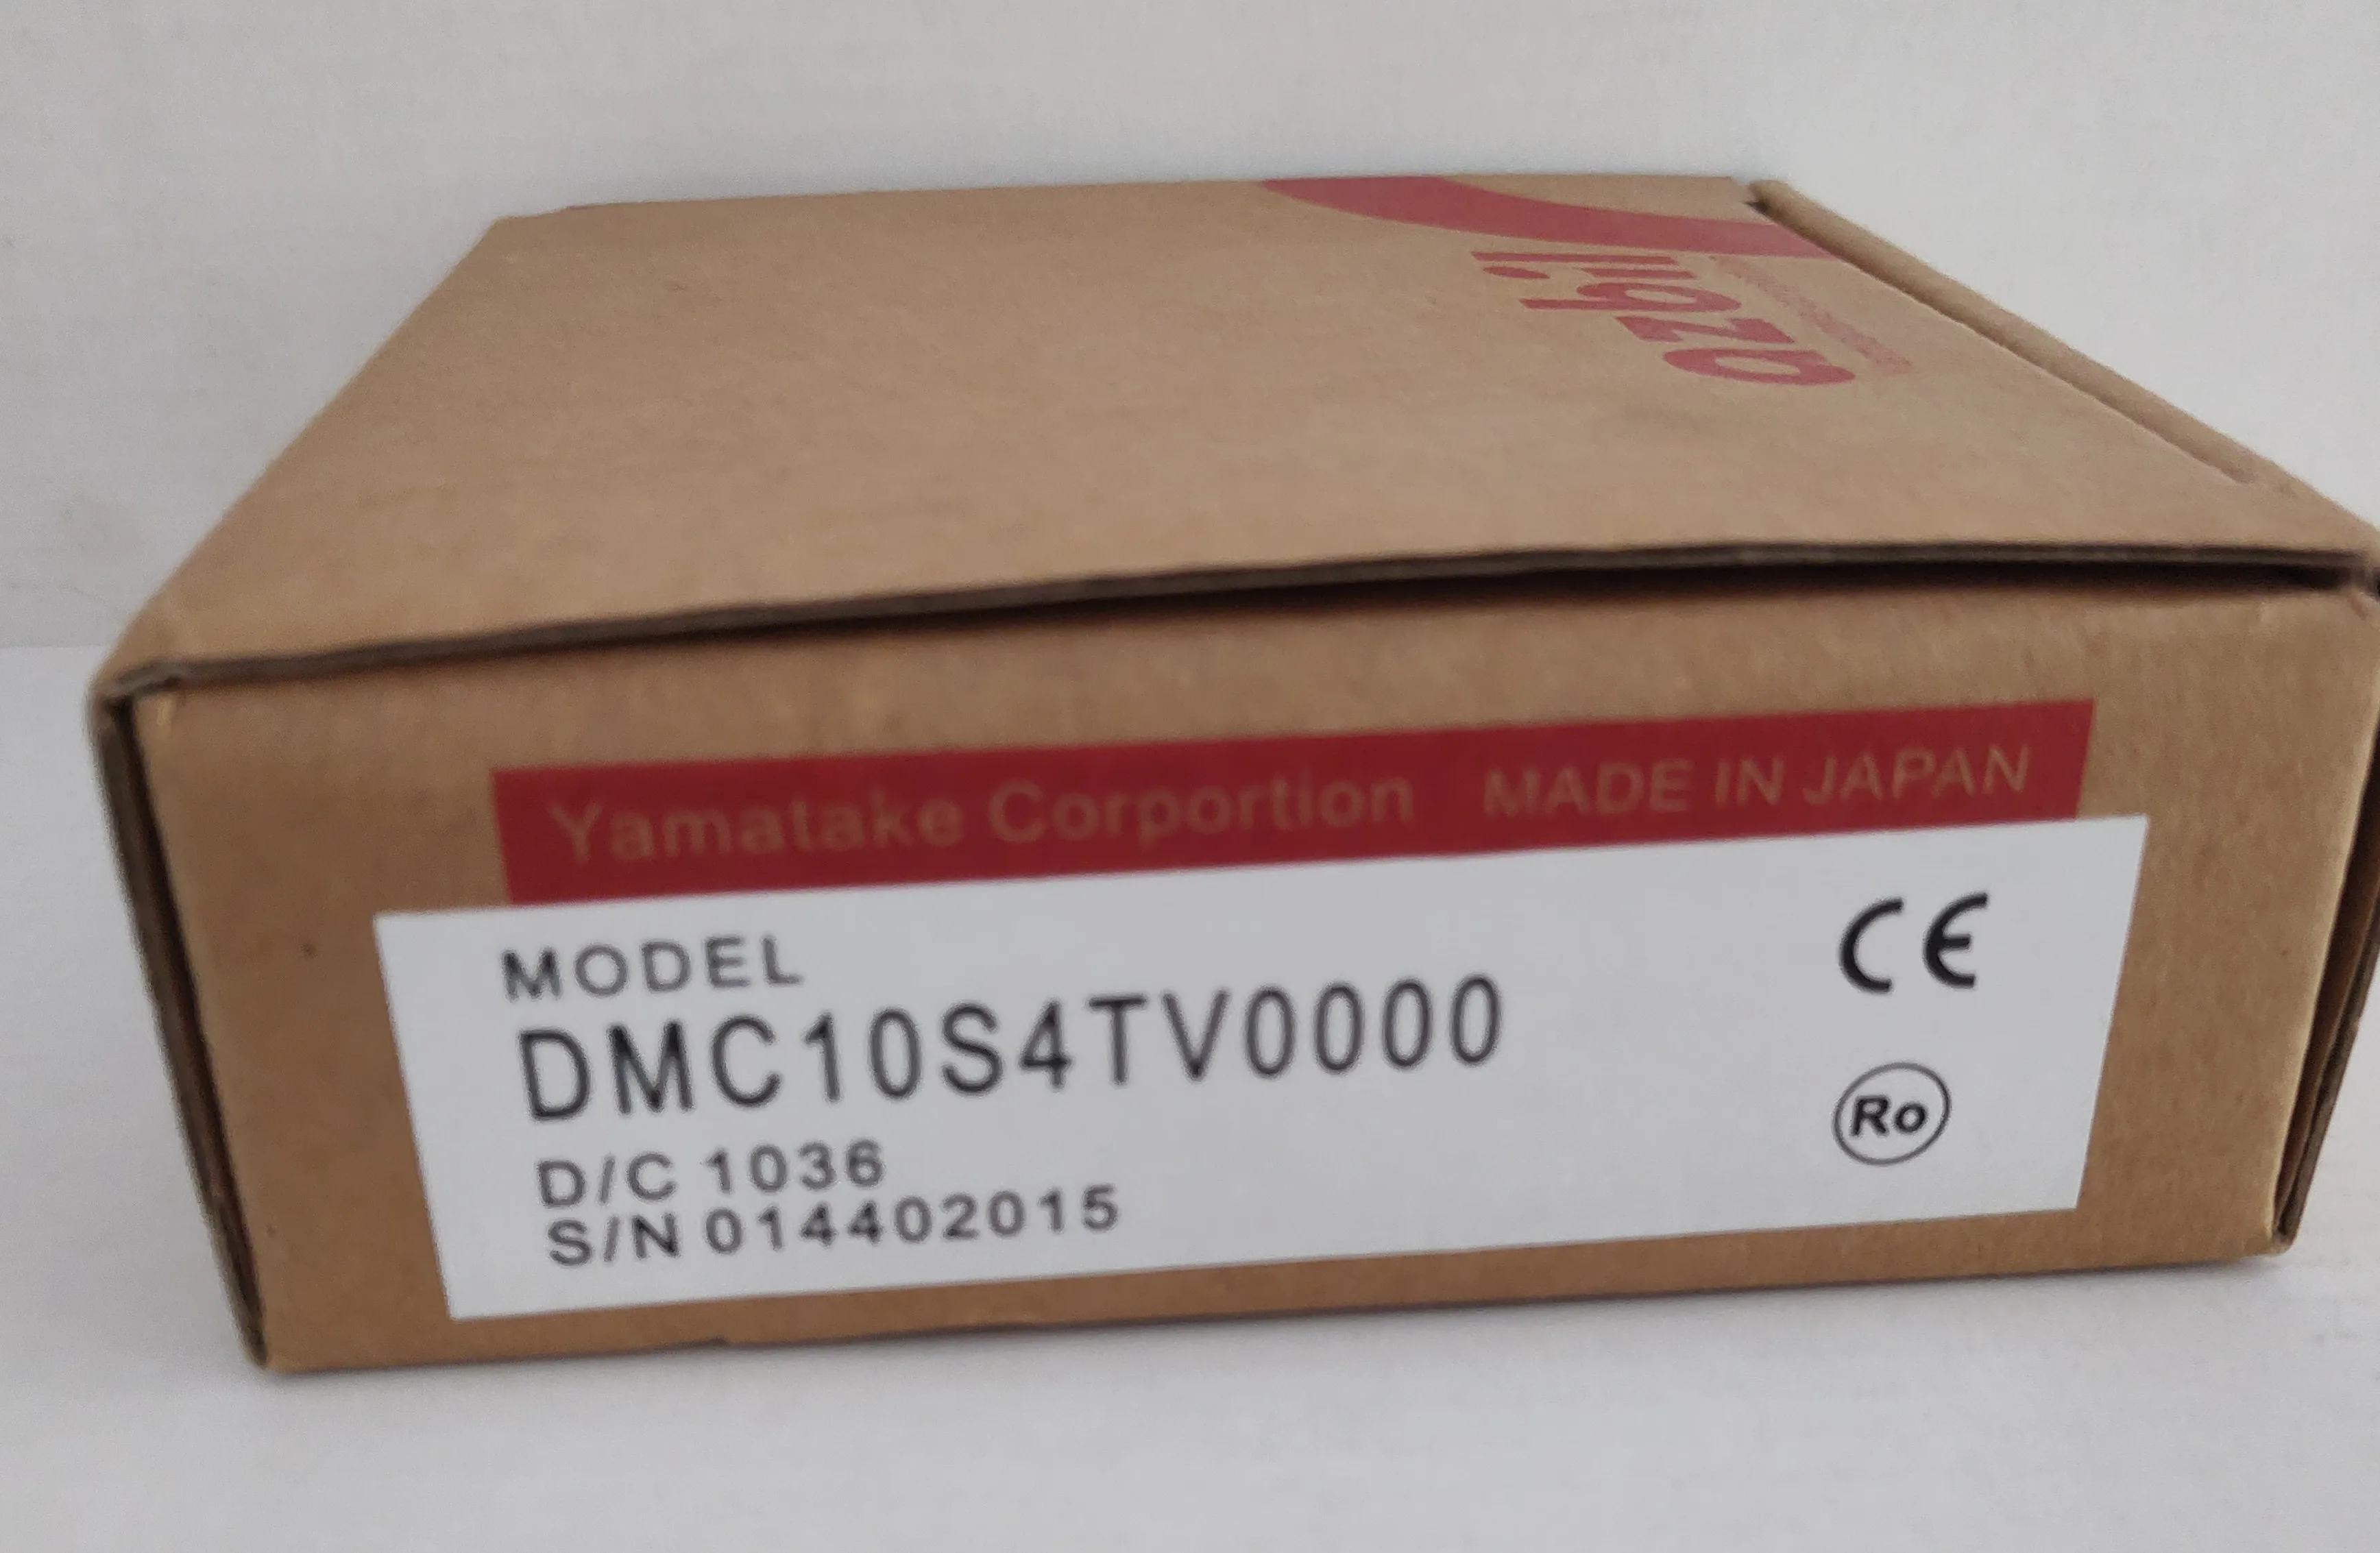 azbil
Yamatake Corportion MADE IN JAPAN
MODEL
DMC10S4TV0000
D/C 1036
S/N 014402015
CE
Ro